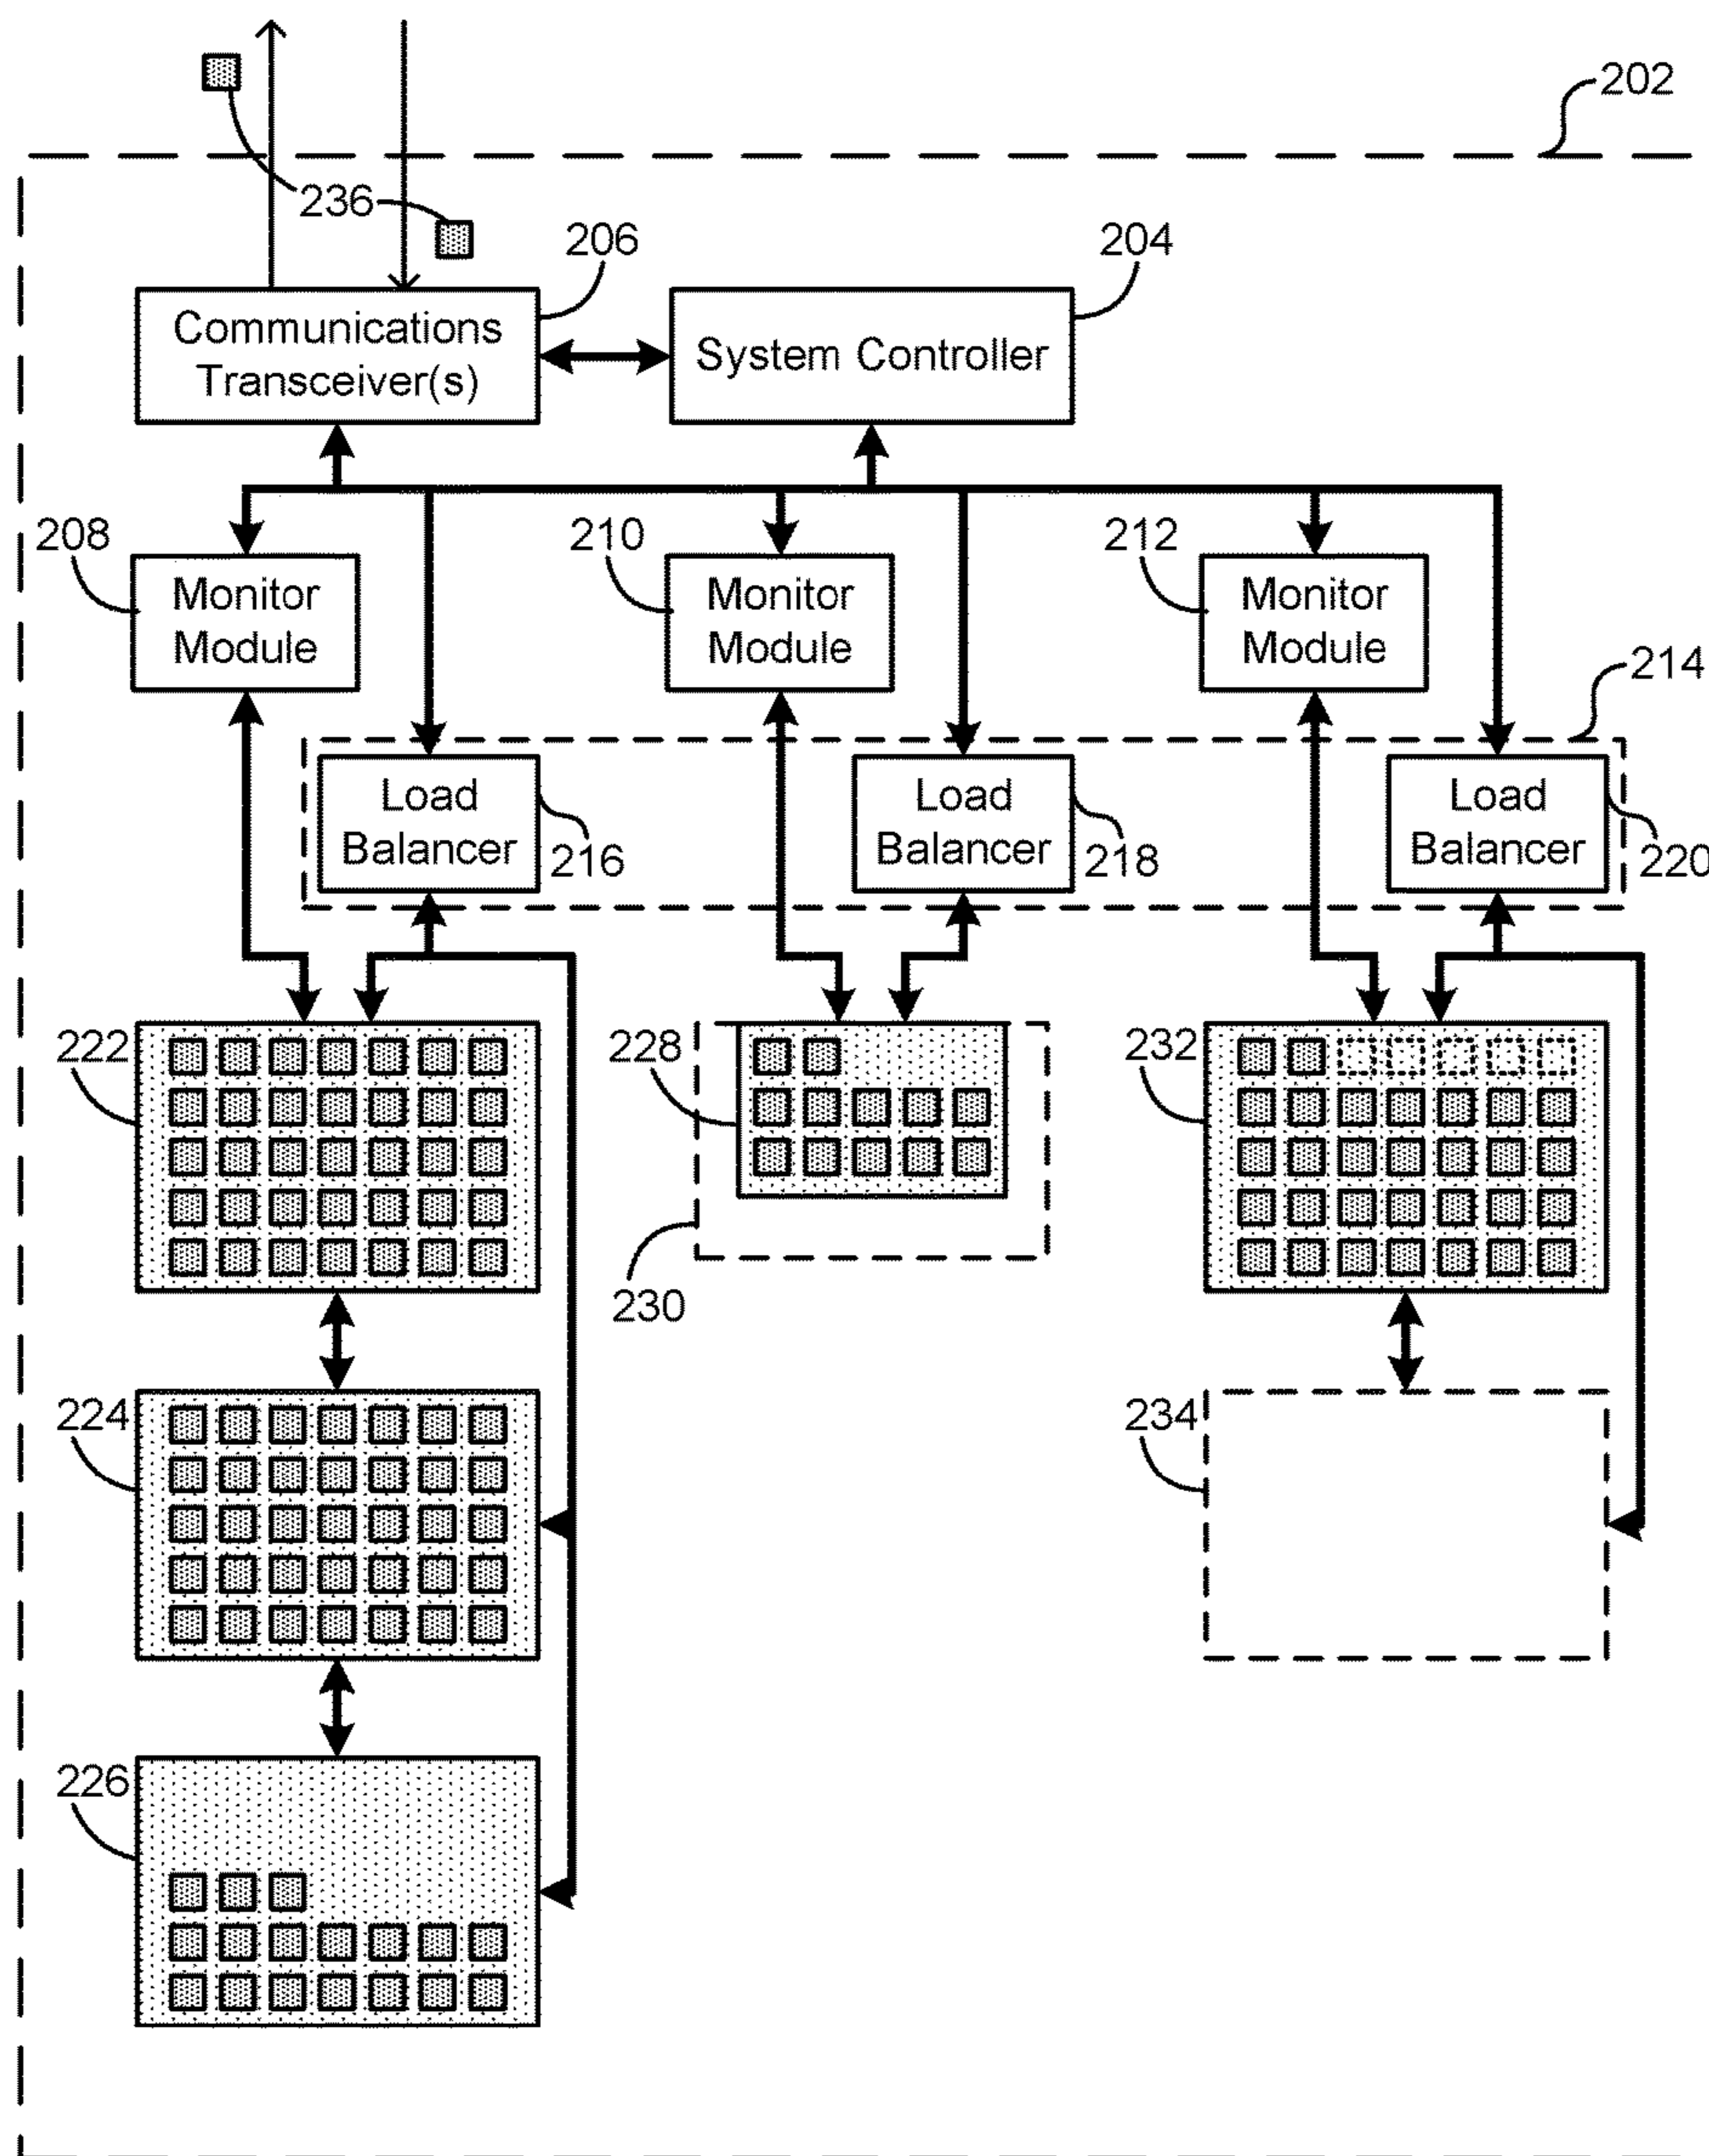 202
236
206
204
Communications
Transceiver(s)
System Controller
208
210
212
Monitor
Module
Monitor
Module
Monitor
Module
214
Load
Balancer
216
Load
Balancer
218
Load
Balancer
220
222
228
232
230
224
234
226